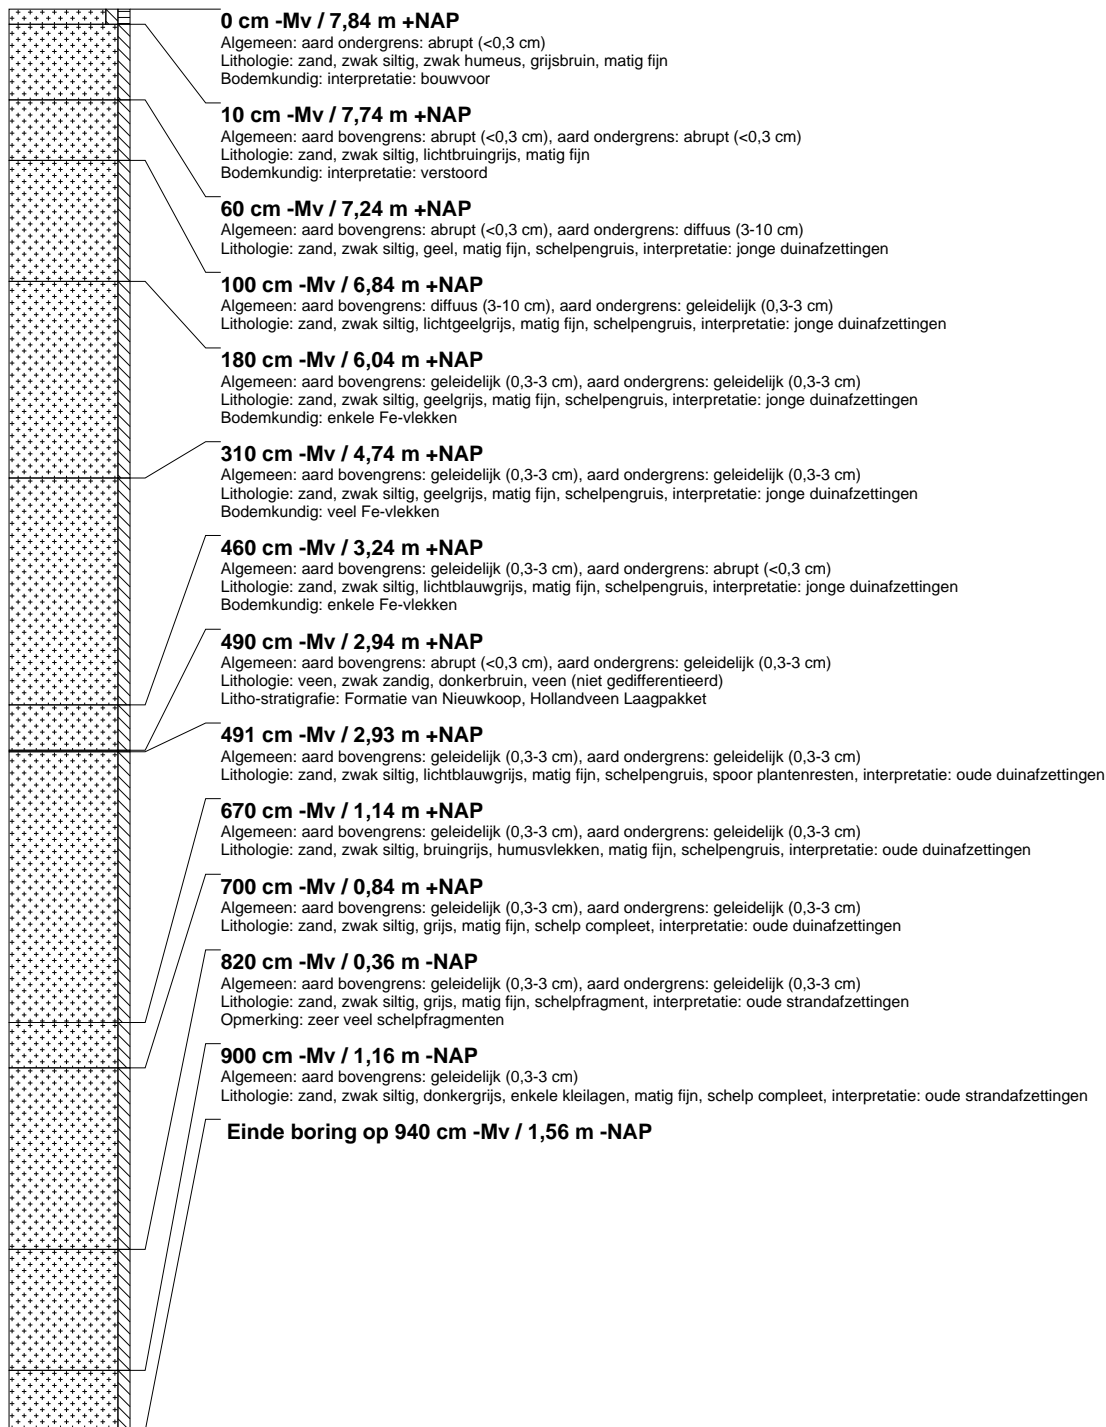 0 cm -Mv / 7,84 m +NAP
Algemeen: aard ondergrens: abrupt (<0,3 cm)
Lithologie: zand, zwak siltig, zwak humeus, grijsbruin, matig fijn
Bodemkundig: interpretatie: bouwvoor
10 cm -Mv / 7,74 m +NAP
Algemeen: aard bovengrens: abrupt (<0,3 cm), aard ondergrens: abrupt (<0,3 cm)
Lithologie: zand, zwak siltig, lichtbruingrijs, matig fijn
Bodemkundig: interpretatie: verstoord
60 cm -Mv / 7,24 m +NAP
Algemeen: aard bovengrens: abrupt (<0,3 cm), aard ondergrens: diffuus (3-10 cm)
Lithologie: zand, zwak siltig, geel, matig fijn, schelpengruis, interpretatie: jonge duinafzettingen
100 cm -Mv / 6,84 m +NAP
Algemeen: aard bovengrens: diffuus (3-10 cm), aard ondergrens: geleidelijk (0,3-3 cm)
Lithologie: zand, zwak siltig, lichtgeelgrijs, matig fijn, schelpengruis, interpretatie: jonge duinafzettingen
180 cm -Mv / 6,04 m +NAP
Algemeen: aard bovengrens: geleidelijk (0,3-3 cm), aard ondergrens: geleidelijk (0,3-3 cm)
Lithologie: zand, zwak siltig, geelgrijs, matig fijn, schelpengruis, interpretatie: jonge duinafzettingen
Bodemkundig: enkele Fe-vlekken
310 cm -Mv / 4,74 m +NAP
Algemeen: aard bovengrens: geleidelijk (0,3-3 cm), aard ondergrens: geleidelijk (0,3-3 cm)
Lithologie: zand, zwak siltig, geelgrijs, matig fijn, schelpengruis, interpretatie: jonge duinafzettingen
Bodemkundig: veel Fe-vlekken
460 cm -Mv / 3,24 m +NAP
Algemeen: aard bovengrens: geleidelijk (0,3-3 cm), aard ondergrens: abrupt (<0,3 cm)
Lithologie: zand, zwak siltig, lichtblauwgrijs, matig fijn, schelpengruis, interpretatie: jonge duinafzettingen
Bodemkundig: enkele Fe-vlekken
490 cm -Mv / 2,94 m +NAP
Algemeen: aard bovengrens: abrupt (<0,3 cm), aard ondergrens: geleidelijk (0,3-3 cm)
Lithologie: veen, zwak zandig, donkerbruin, veen (niet gedifferentieerd)
Litho-stratigrafie: Formatie van Nieuwkoop, Hollandveen Laagpakket
491 cm -Mv / 2,93 m +NAP
Algemeen: aard bovengrens: geleidelijk (0,3-3 cm), aard ondergrens: geleidelijk (0,3-3 cm)
Lithologie: zand, zwak siltig, lichtblauwgrijs, matig fijn, schelpengruis, spoor plantenresten, interpretatie: oude duinafzettingen
670 cm -Mv / 1,14 m +NAP
Algemeen: aard bovengrens: geleidelijk (0,3-3 cm), aard ondergrens: geleidelijk (0,3-3 cm)
Lithologie: zand, zwak siltig, bruingrijs, humusvlekken, matig fijn, schelpengruis, interpretatie: oude duinafzettingen
700 cm -Mv / 0,84 m +NAP
Algemeen: aard bovengrens: geleidelijk (0,3-3 cm), aard ondergrens: geleidelijk (0,3-3 cm)
Lithologie: zand, zwak siltig, grijs, matig fijn, schelp compleet, interpretatie: oude duinafzettingen
820 cm -Mv / 0,36 m -NAP
Algemeen: aard bovengrens: geleidelijk (0,3-3 cm), aard ondergrens: geleidelijk (0,3-3 cm)
Lithologie: zand, zwak siltig, grijs, matig fijn, schelpfragment, interpretatie: oude strandafzettingen
Opmerking: zeer veel schelpfragmenten
900 cm -Mv / 1,16 m -NAP
Algemeen: aard bovengrens: geleidelijk (0,3-3 cm)
Lithologie: zand, zwak siltig, donkergrijs, enkele kleilagen, matig fijn, schelp compleet, interpretatie: oude strandafzettingen
Einde boring op 940 cm -Mv / 1,56 m -NAP